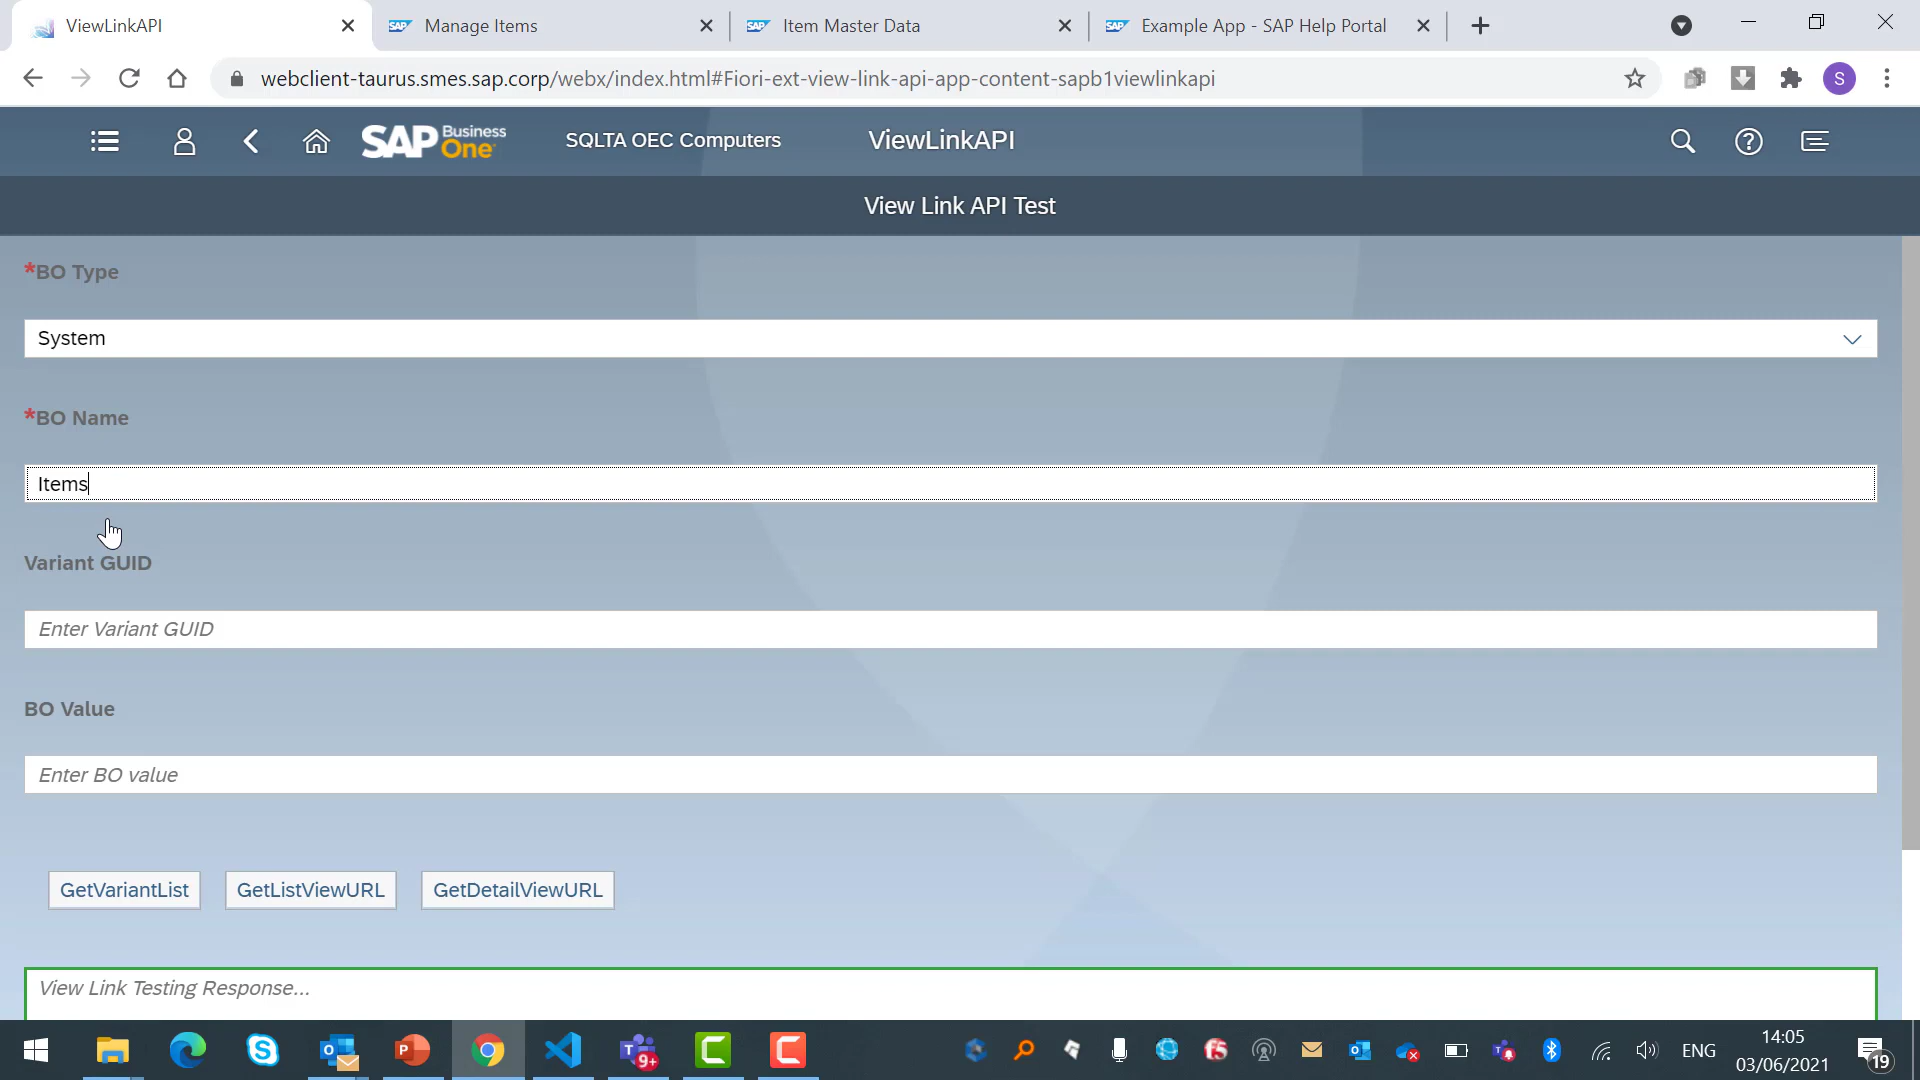 ViewLinkAPI
Manage Items
Item Master Data
Example App - SAP Help Portal
webclient-taurus.smes.sap.corp/webx/index.html#Fiori-ext-view-link-api-app-content-sapb1viewlinkapi
S
SAP Business One
SQLTA OEC Computers
ViewLinkAPI
View Link API Test
*BO Type
System
*BO Name
Items
Variant GUID
Enter Variant GUID
BO Value
Enter BO value
GetVariantList
GetListViewURL
GetDetailViewURL
View Link Testing Response...
9+
ENG
14:05
03/06/2021
19